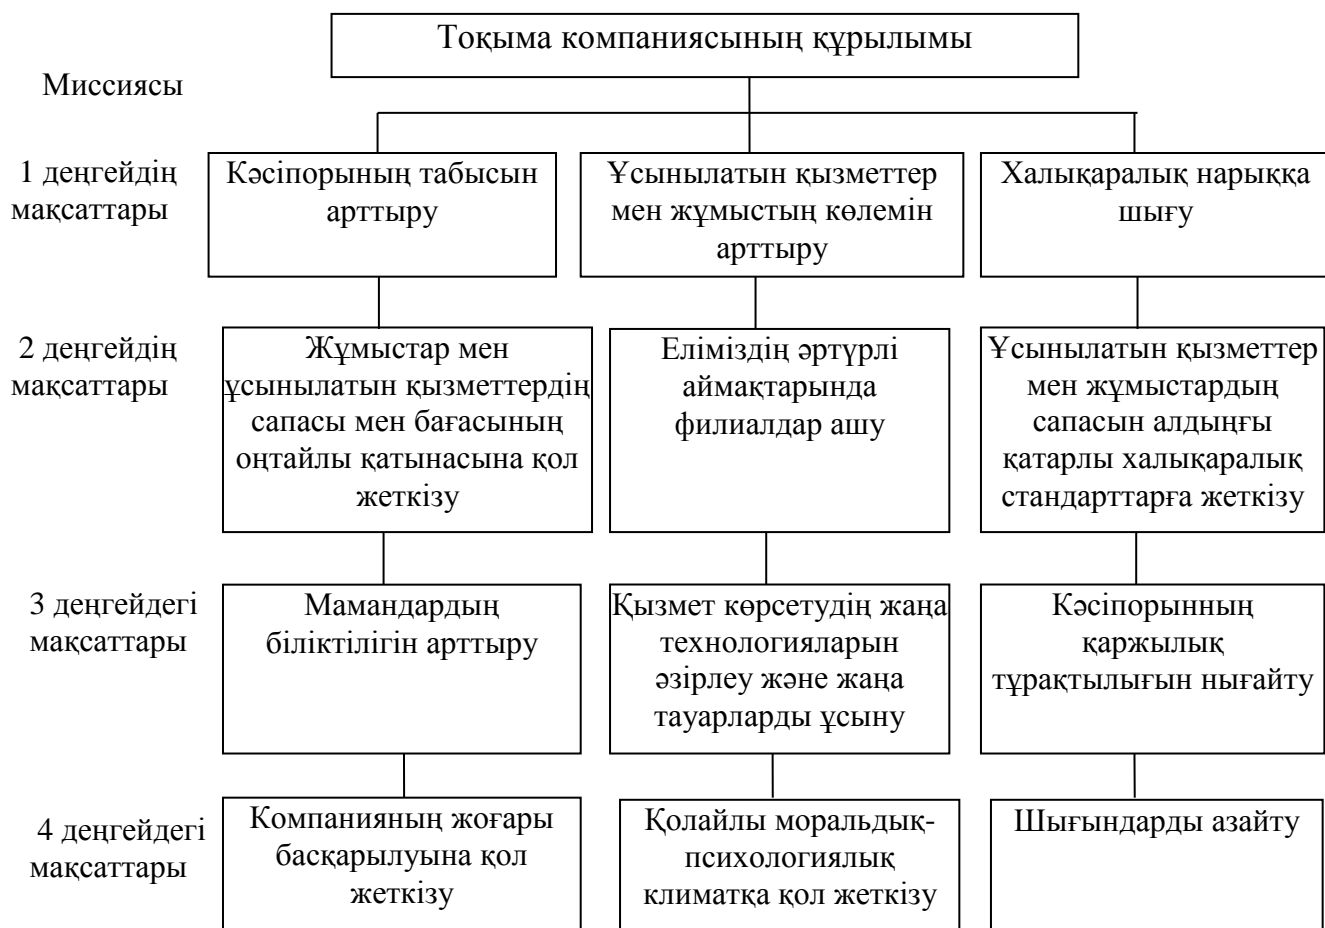 Тоқыма компаниясының құрылымы
Миссиясы
1 деңгейдің
мақсаттары
Кәсіпорының табысын
арттыру
Ұсынылатын қызметтер
мен жұмыстың көлемін
арттыру
Халықаралық нарыққа
шығу
2 деңгейдің
мақсаттары
Жұмыстар мен
ұсынылатын қызметтердің
сапасы мен бағасының
оңтайлы қатынасына қол
жеткізу
Еліміздің әртүрлі
аймақтарында
филиалдар ашу
Ұсынылатын қызметтер
мен жұмыстардың
сапасын алдыңғы
қатарлы халықаралық
стандарттарға жеткізу
3 деңгейдегі
мақсаттары
Мамандардың
біліктілігін арттыру
Қызмет көрсетудің жаңа
технологияларын
әзірлеу және жаңа
тауарларды ұсыну
Кәсіпорынның
қаржылық
тұрақтылығын нығайту
4 деңгейдегі
мақсаттары
Компанияның жоғары
басқарылуына қол
жеткізу
Қолайлы моральдық-
психологиялық
климатқа қол жеткізу
Шығындарды азайту